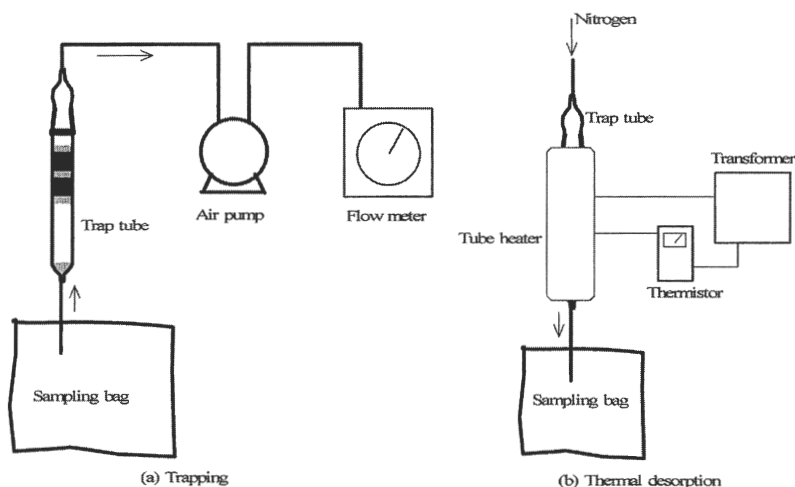 Trap tube
Air pump
Flow meter
Sampling bag
(a) Trapping
Nitrogen
Trap tube
Transformer
Tube heater
Thermistor
Sampling bag
(b) Thermal desorption